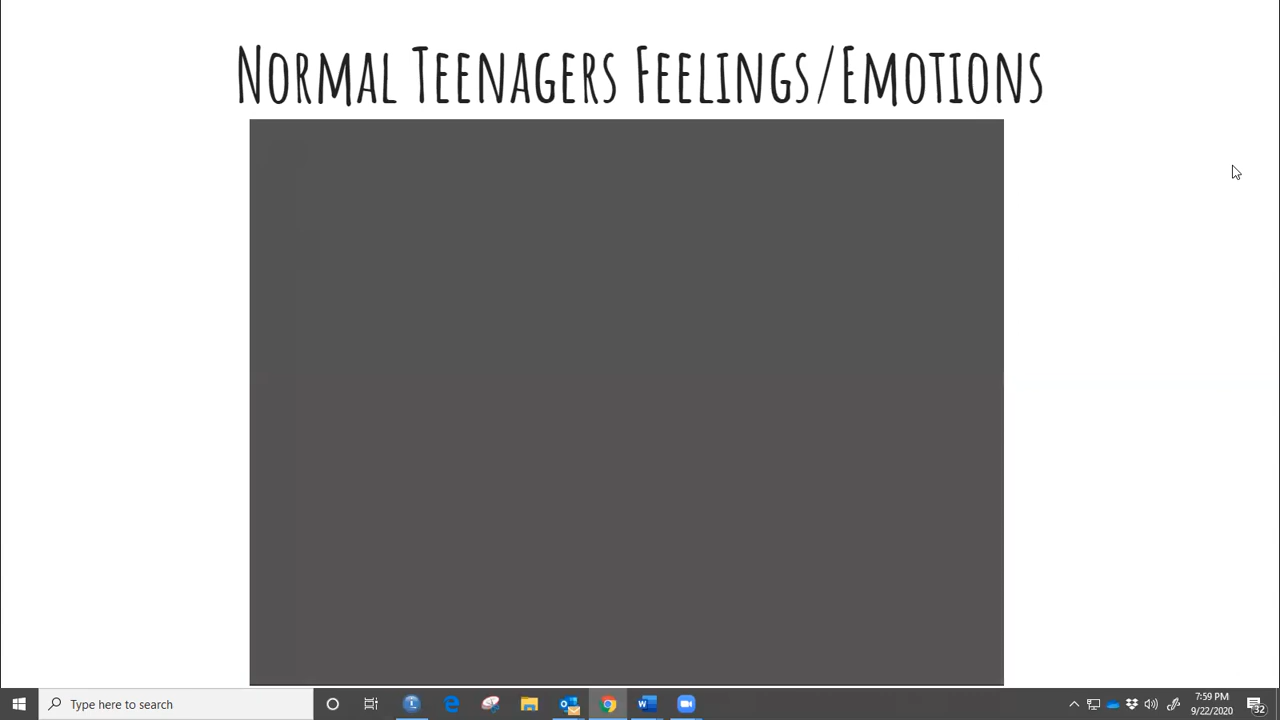 Normal Teenagers Feelings/Emotions
Type here to search
7:59 PM
9/22/2020
32